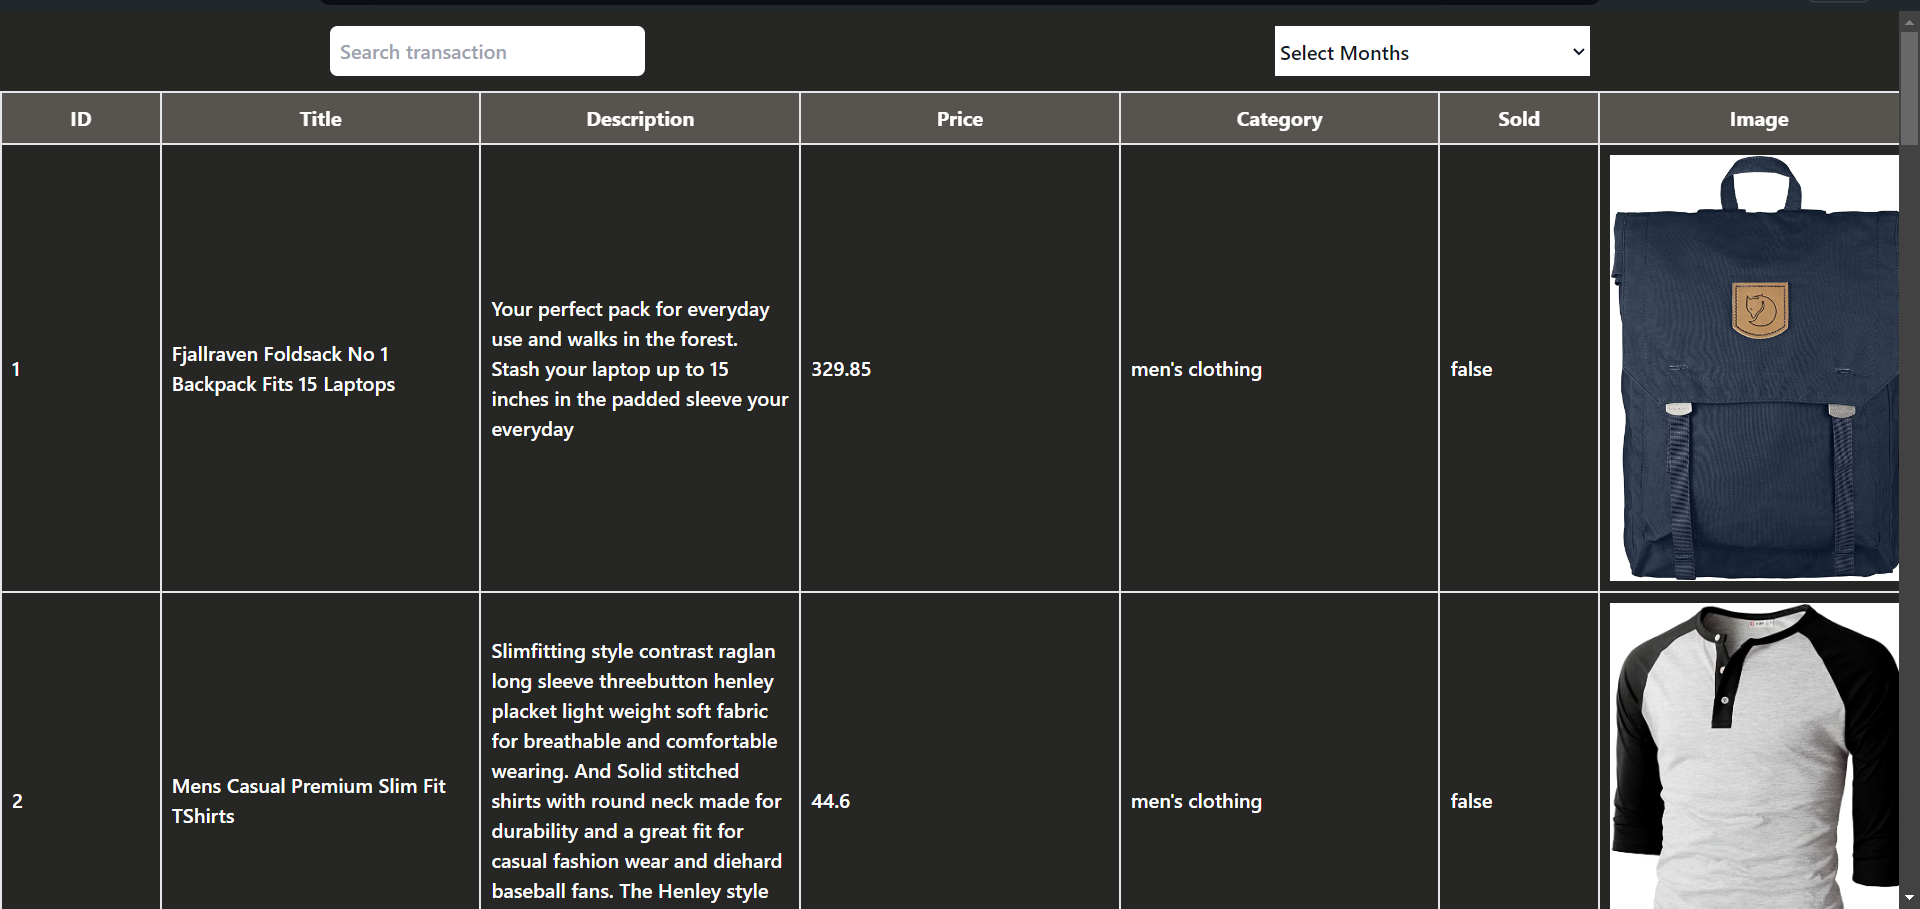 Search transaction
Select Months
ID Title Description Price Category Sold Image
1
Fjallraven Foldsack No 1
Backpack Fits 15 Laptops
Your perfect pack for everyday
use and walks in the forest.
Stash your laptop up to 15
inches in the padded sleeve your
everyday
329.85
men's clothing
false
2
Mens Casual Premium Slim Fit
TShirts
Slimfitting style contrast raglan
long sleeve threebutton henley
placket light weight soft fabric
for breathable and comfortable
wearing. And Solid stitched
shirts with round neck made for
durability and a great fit for
casual fashion wear and diehard
baseball fans. The Henley style
44.6
men's clothing
false